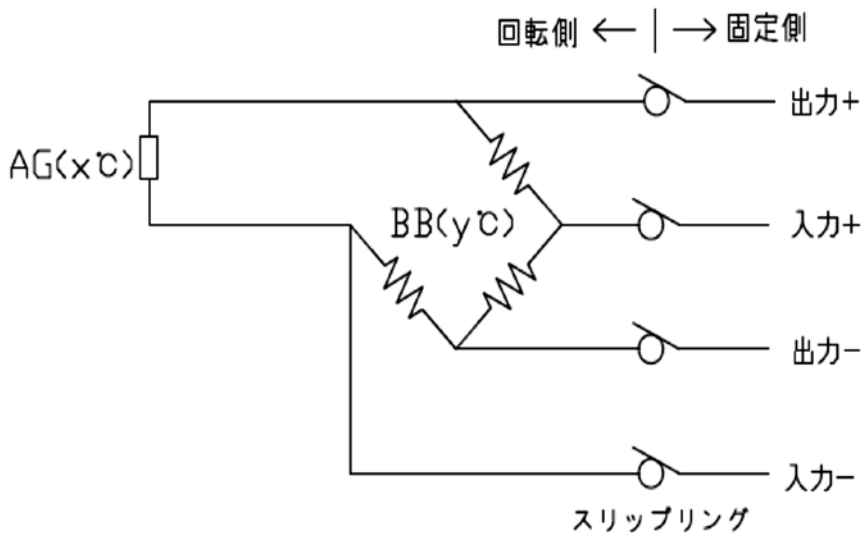 回転側 ← | → 固定側
出力+
AG(x℃)
BB(y℃)
入力+
出力−
入力−
スリップリング